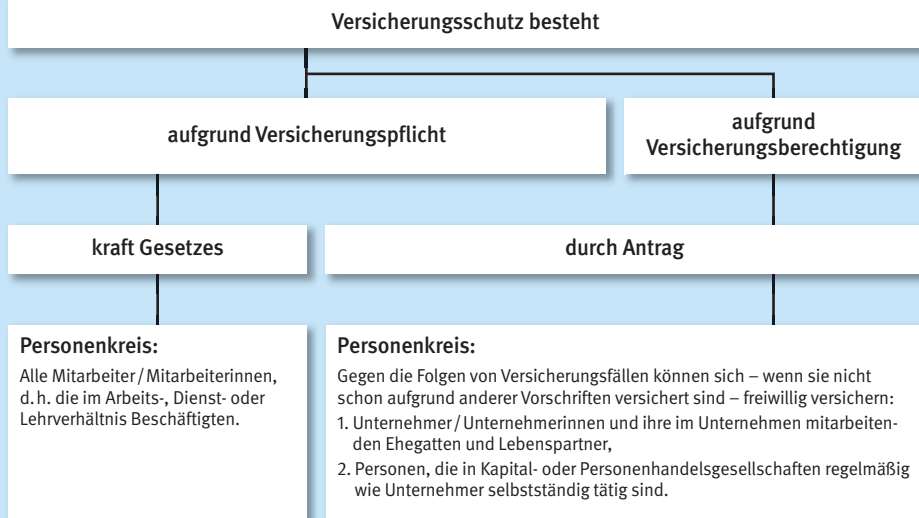 Versicherungsschutz besteht
aufgrund Versicherungspflicht
aufgrund
Versicherungsberechtigung
kraft Gesetzes
durch Antrag
Personenkreis:
Alle Mitarbeiter/Mitarbeiterinnen,
d.h. die im Arbeits-, Dienst- oder
Lehrverhältnis Beschäftigten.
Personenkreis:
Gegen die Folgen von Versicherungsfällen können sich – wenn sie nicht
schon aufgrund anderer Vorschriften versichert sind – freiwillig versichern:
1. Unternehmer/Unternehmerinnen und ihre im Unternehmen mitarbeiten-
den Ehegatten und Lebenspartner,
2. Personen, die in Kapital- oder Personenhandelsgesellschaften regelmäßig
wie Unternehmer selbstständig tätig sind.